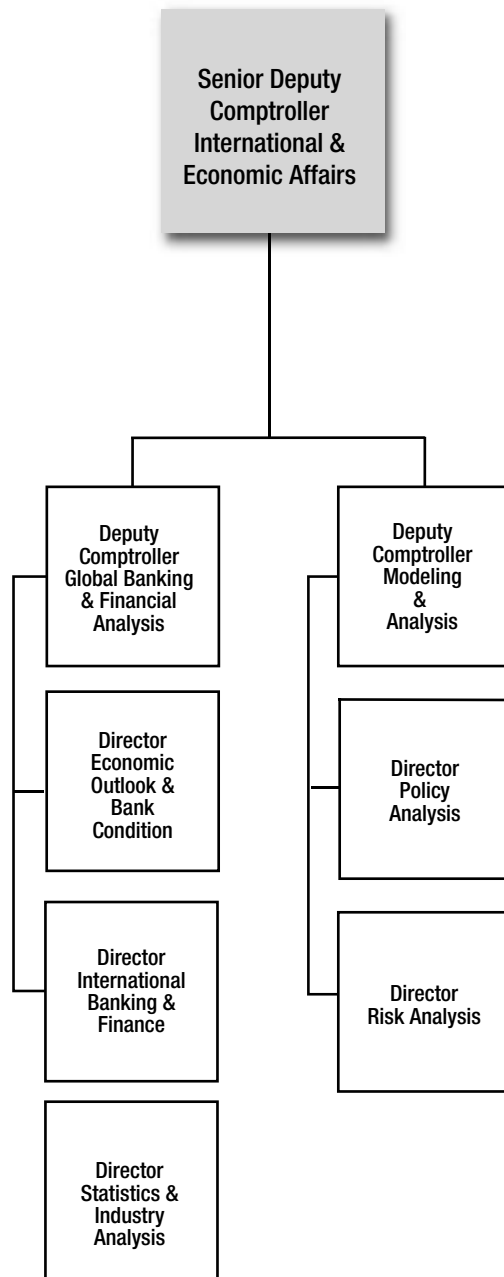 Senior Deputy
Comptroller
International &
Economic Affairs
Deputy
Comptroller
Global Banking
& Financial
Analysis
Deputy
Comptroller
Modeling
&
Analysis
Director
Economic
Outlook &
Bank
Condition
Director
Policy
Analysis
Director
International
Banking &
Finance
Director
Risk Analysis
Director
Statistics &
Industry
Analysis